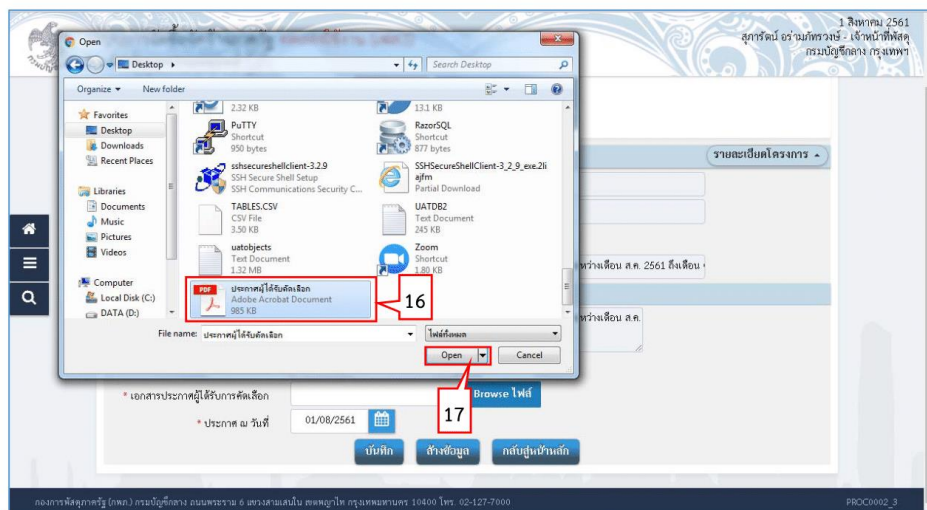 1 สิงหาคม 2561
สุภารัตน์ อร่ามภัทรวงษ์ - เจ้าหน้าที่พัสดุ
กรมบัญชีกลาง กรุงเทพฯ
Open
Desktop
Search Desktop
Organize
New folder
Favorites
Desktop
Downloads
Recent Places
Libraries
Documents
Music
Pictures
Videos
Computer
Local Disk (C:)
DATA (D:)
2.32 KB
13.1 KB
PuTTY
Shortcut
950 bytes
RazorSQL
Shortcut
877 bytes
sshsecureshellclient-3.2.9
SSH Secure Shell Setup
SSH Communications Security C...
SSHSecureShellClient-3_2_9_exe.2li
ajfm
Partial Download
TABLES.CSV
CSV File
3.50 KB
UATDB2
Text Document
245 KB
uatobjects
Text Document
1.32 MB
Zoom
Shortcut
1.80 KB
PDF
ประกาศผู้ได้รับคัดเลือก
Adobe Acrobat Document
985 KB
16
File name:
ประกาศผู้ได้รับคัดเลือก
ไฟล์ทั้งหมด
Open
Cancel
17
รายละเอียดโครงการ
หว่างเดือน ส.ค. 2561 ถึงเดือน
หว่างเดือน ส.ค.
* เอกสารประกาศผู้ได้รับการคัดเลือก
Browse ไฟล์
* ประกาศ ณ วันที่
01/08/2561
บันทึก
ล้างข้อมูล
กลับสู่หน้าหลัก
กองการพัสดุภาครัฐ (กพภ.) กรมบัญชีกลาง ถนนพระราม 6 แขวงสามเสนใน เขตพญาไท กรุงเทพมหานคร 10400 โทร. 02-127-7000
PROC0002_3